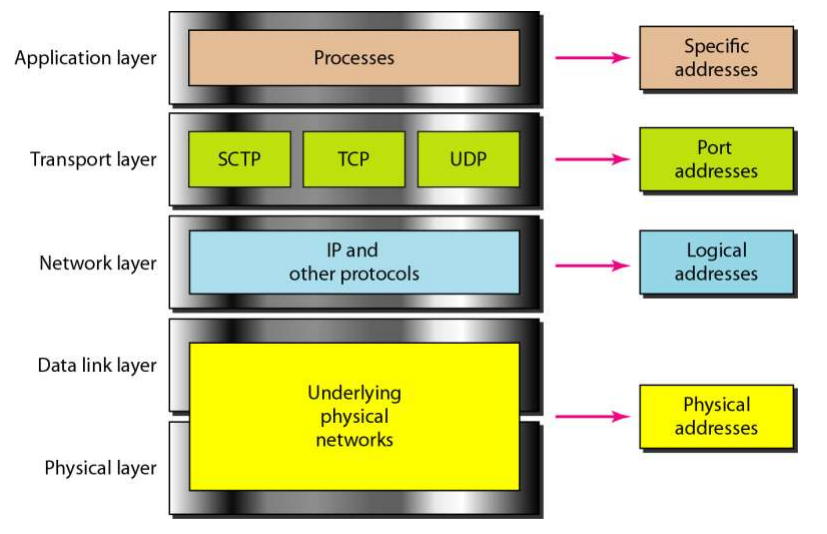 Application layer
Processes
Specific
addresses
Transport layer
SCTP
TCP
UDP
Port
addresses
Network layer
IP and
other protocols
Logical
addresses
Data link layer
Underlying
physical
networks
Physical
addresses
Physical layer